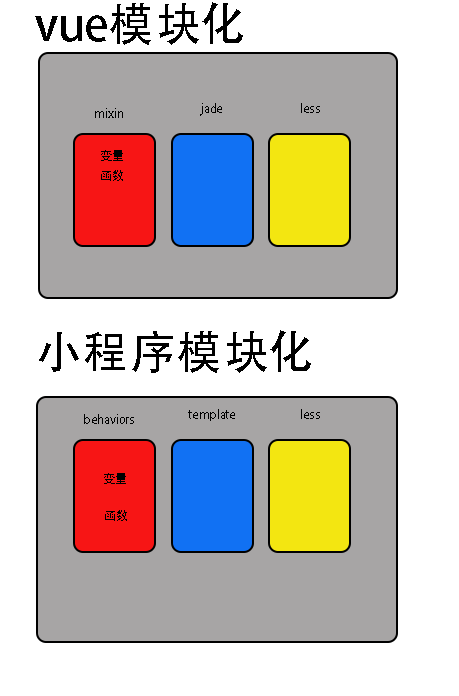 vue模块化
mixin jade less
变量
函数
小程序模块化
behaviors template less
变量
函数